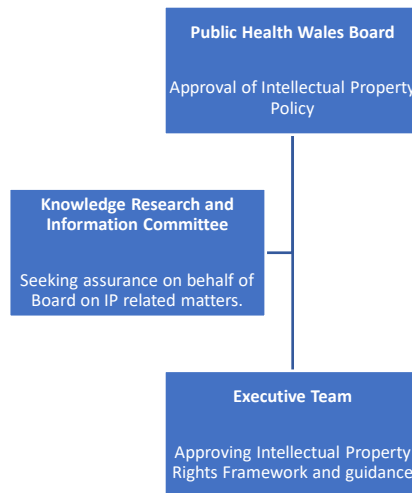 Public Health Wales Board
Approval of Intellectual Property
Policy
Knowledge Research and
Information Committee
Seeking assurance on behalf of
Board on IP related matters.
Executive Team
Approving Intellectual Property
Rights Framework and guidance